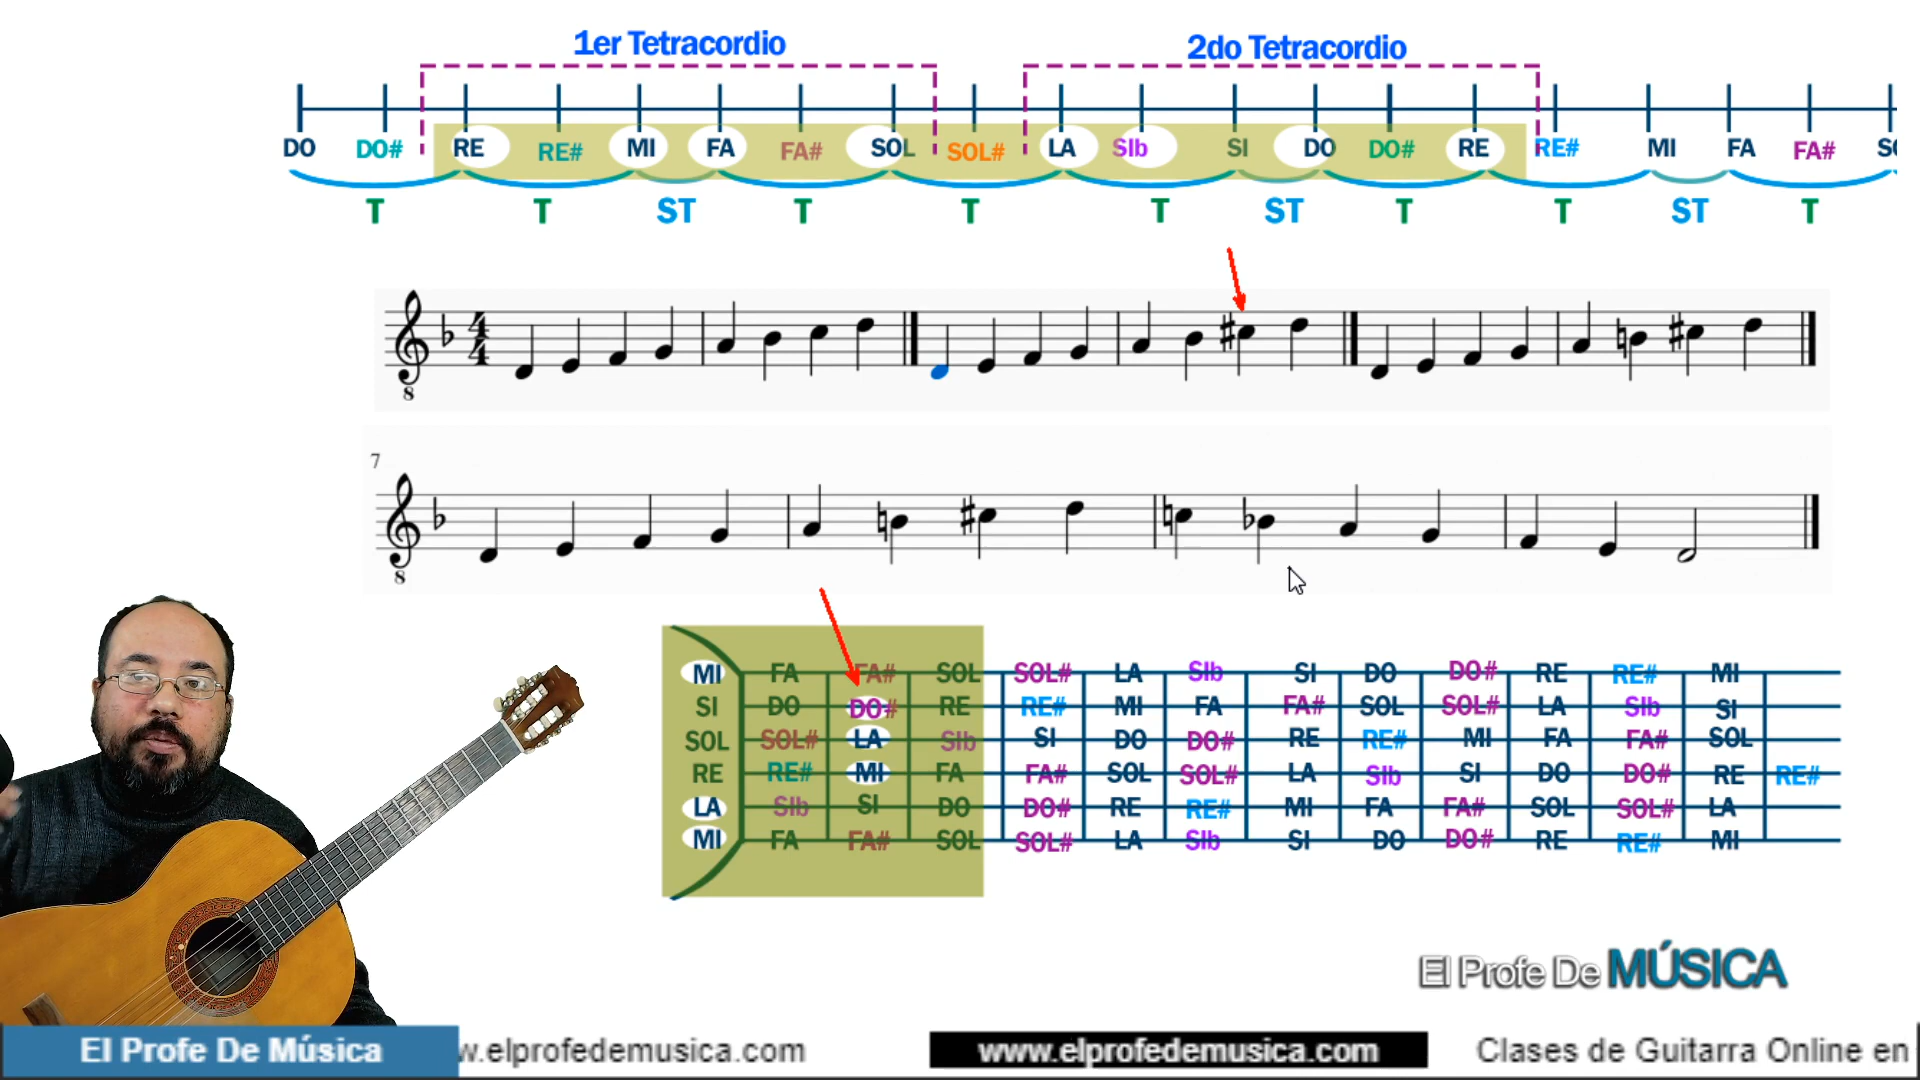 1er Tetracordio 2do Tetracordio
DO DO# RE RE# MI FA FA# SOL SOL# LA SIb SI DO DO# RE RE# MI FA FA#
T T ST T T T ST T T ST T
4
4
8
7
8
MI FA FA# SOL SOL# LA SIb SI DO DO# RE RE# MI
SI DO DO# RE RE# MI FA FA# SOL SOL# LA SIb SI
SOL SOL# LA SIb SI DO DO# RE RE# MI FA FA# SOL
RE RE# MI FA FA# SOL SOL# LA SIb SI DO DO# RE RE#
LA SIb SI DO DO# RE RE# MI FA FA# SOL SOL# LA
MI FA FA# SOL SOL# LA SIb SI DO DO# RE RE# MI
El Profe De MÚSICA
El Profe De Música w.elprofedemusica.com www.elprofedemusica.com Clases de Guitarra Online en